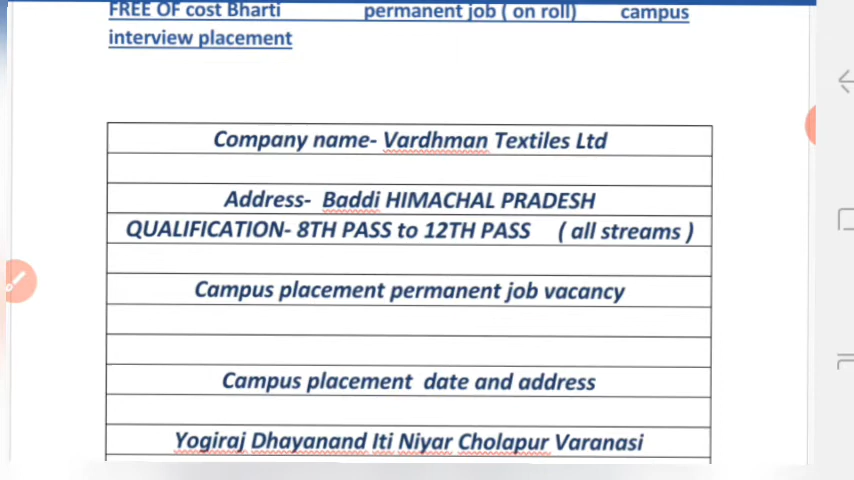 FREE OF cost Bharti permanent job ( on roll) campus
interview placement
Company name- Vardhman Textiles Ltd
Address- Baddi HIMACHAL PRADESH
QUALIFICATION- 8TH PASS to 12TH PASS ( all streams )
Campus placement permanent job vacancy
Campus placement date and address
Yogiraj Dhayanand Iti Niyar Cholapur Varanasi